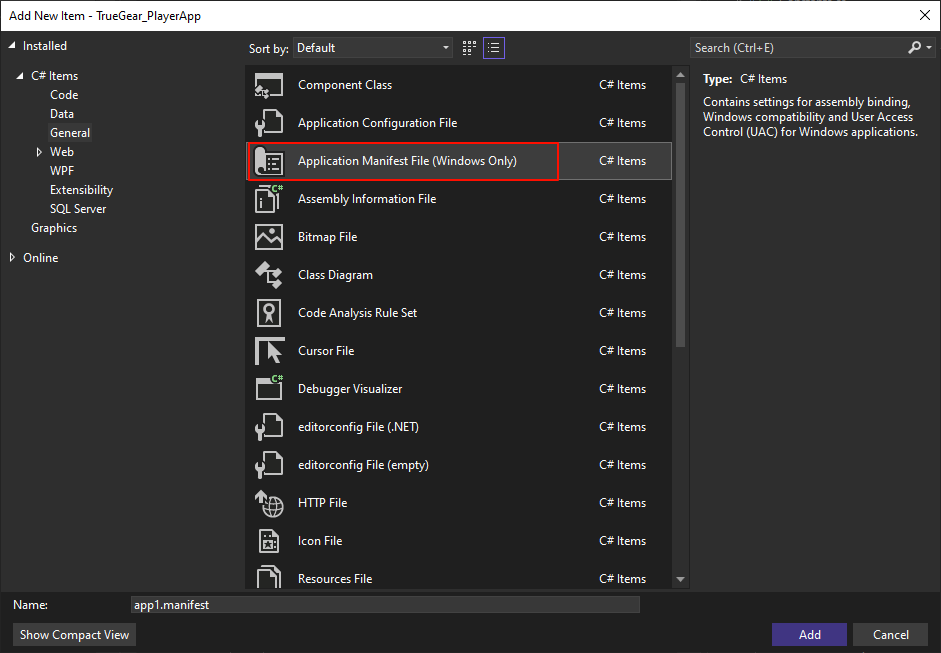 Add New Item - TrueGear_PlayerApp
Installed
C# Items
Code
Data
General
Web
WPF
Extensibility
SQL Server
Graphics
Online
Sort by: Default
Component Class C# Items
Application Configuration File C# Items
Application Manifest File (Windows Only) C# Items
Assembly Information File C# Items
Bitmap File C# Items
Class Diagram C# Items
Code Analysis Rule Set C# Items
Cursor File C# Items
Debugger Visualizer C# Items
editorconfig File (.NET) C# Items
editorconfig File (empty) C# Items
HTTP File C# Items
Icon File C# Items
Resources File C# Items
Search (Ctrl+E)
Type: C# Items
Contains settings for assembly binding,
Windows compatibility and User Access
Control (UAC) for Windows applications.
Name: app1.manifest
Show Compact View
Add
Cancel